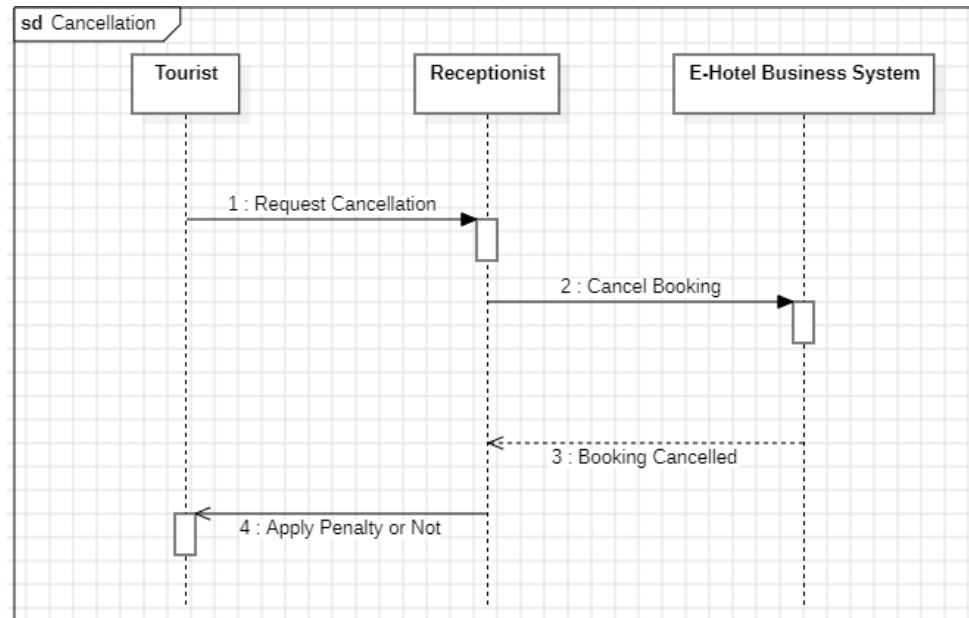 sd Cancellation
Tourist
Receptionist
E-Hotel Business System
1 : Request Cancellation
2 : Cancel Booking
3 : Booking Cancelled
4 : Apply Penalty or Not